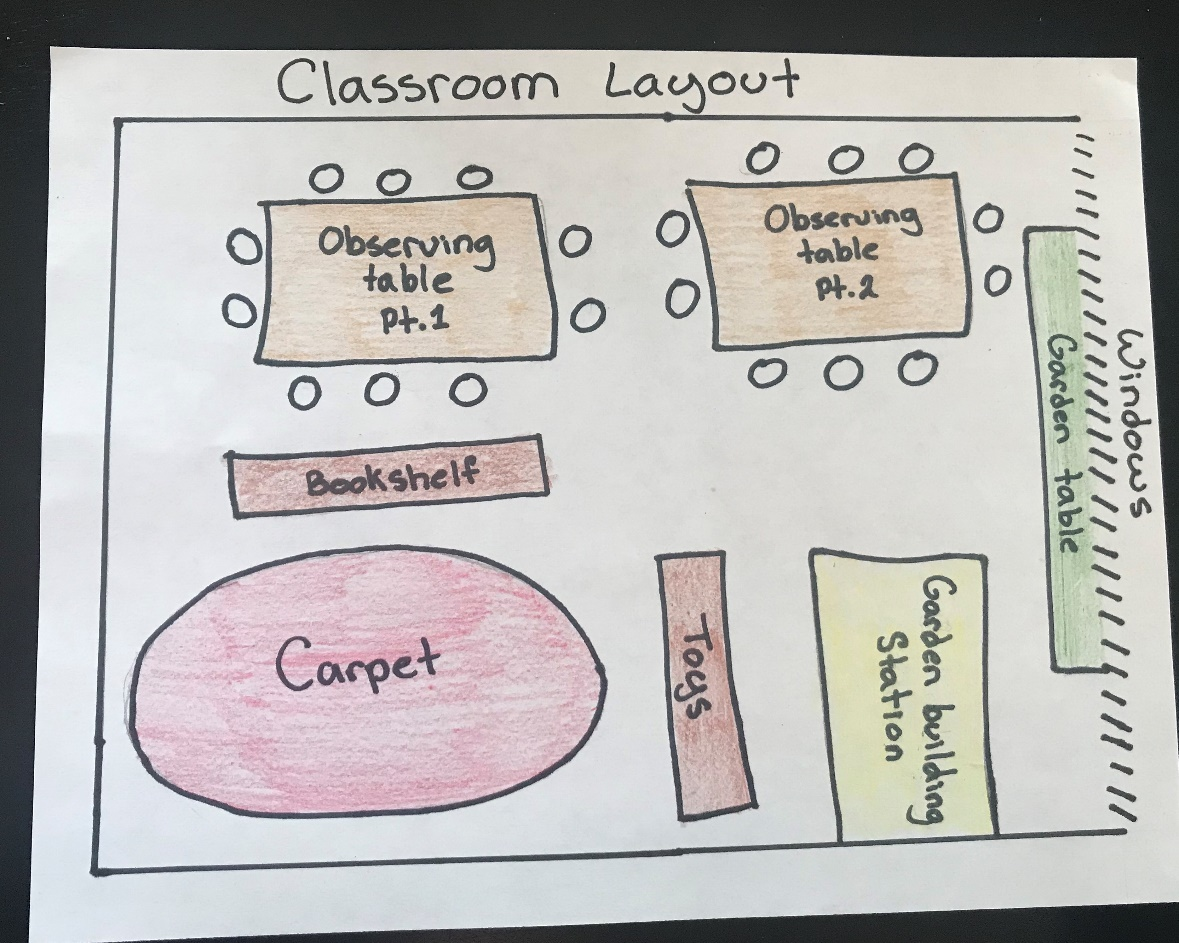 Classroom Layout
Observing
table
pt.1
Observing
table
pt.2
Windows
Garden table
Bookshelf
Carpet
Toys
Garden building
Station